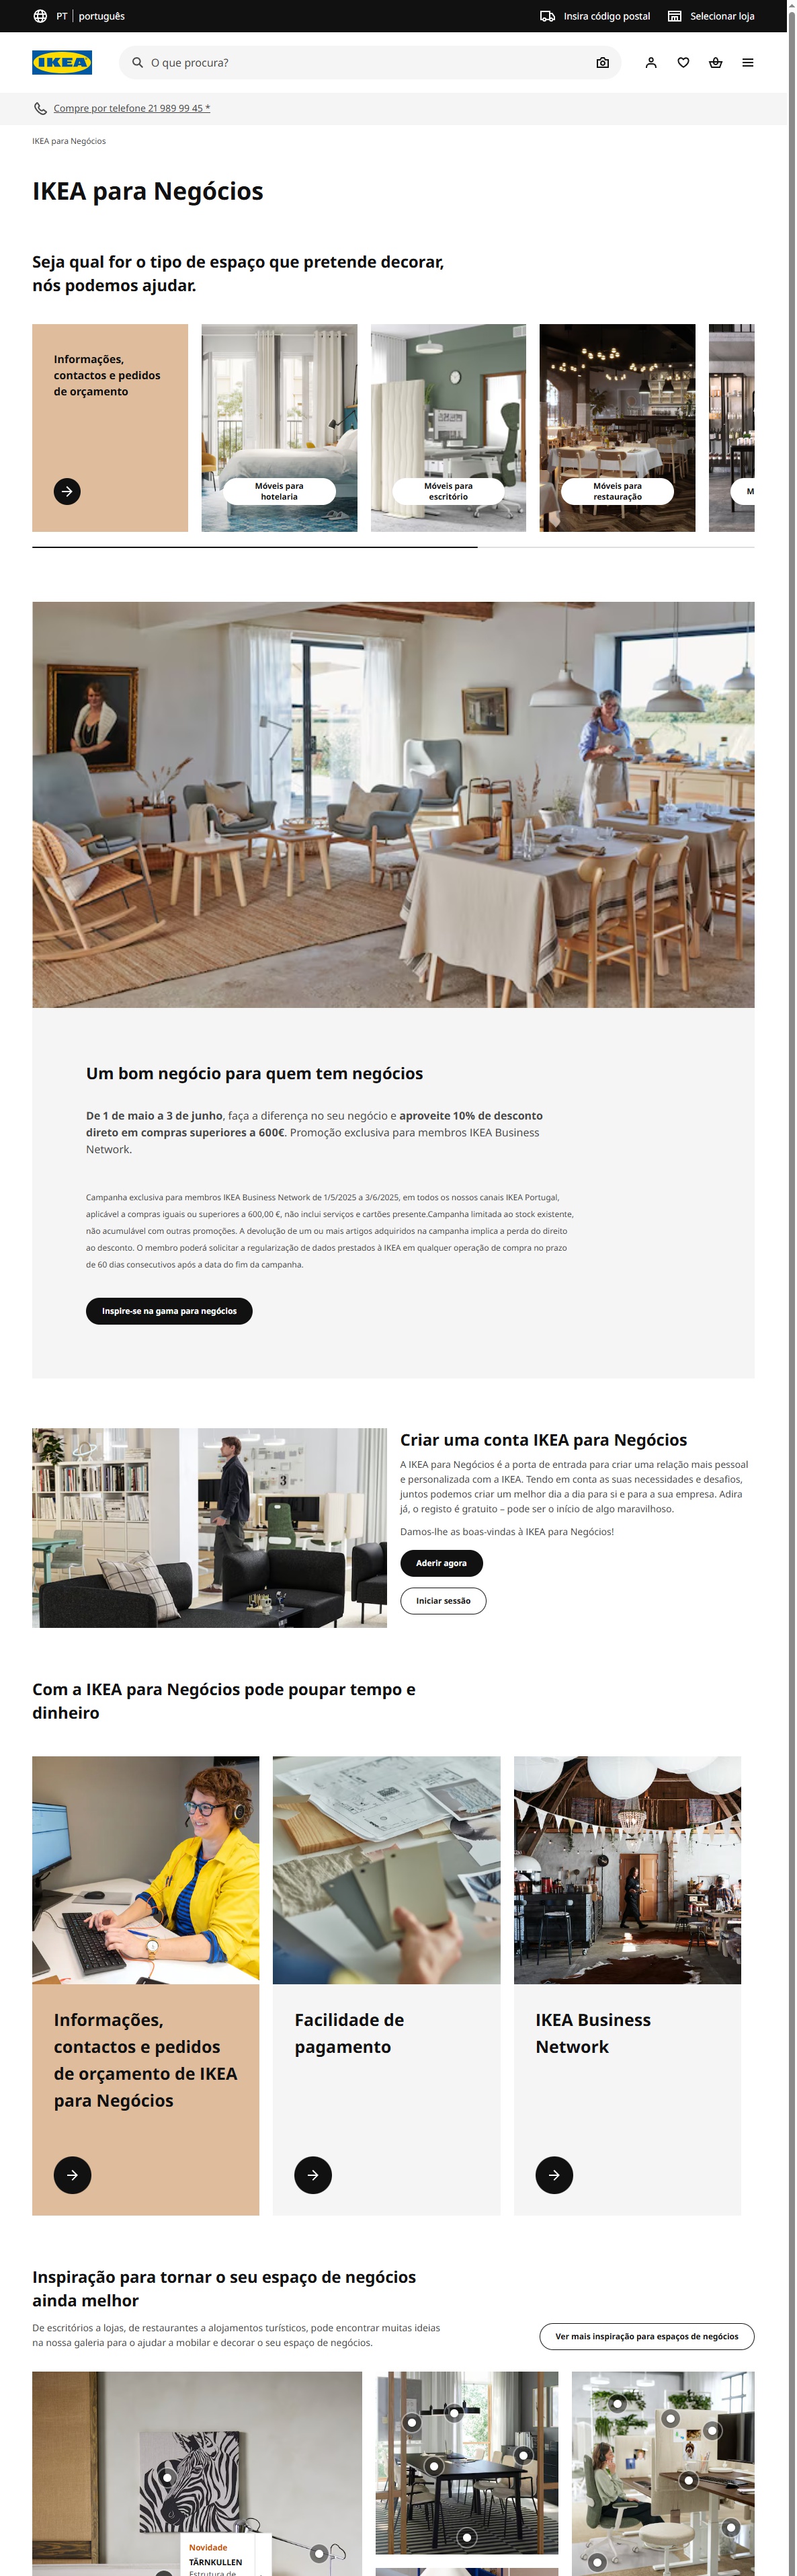 PT português
Insira código postal
Selecionar loja
IKEA
O que procura?
Compre por telefone 21 989 99 45 *
IKEA para Negócios
IKEA para Negócios
Seja qual for o tipo de espaço que pretende decorar,
nós podemos ajudar.
Informações,
contactos e pedidos
de orçamento
Móveis para
hotelaria
Móveis para
escritório
Móveis para
restauração
M
Um bom negócio para quem tem negócios
De 1 de maio a 3 de junho, faça a diferença no seu negócio e aproveite 10% de desconto
direto em compras superiores a 600€. Promoção exclusiva para membros IKEA Business
Network.
Campanha exclusiva para membros IKEA Business Network de 1/5/2025 a 3/6/2025, em todos os nossos canais IKEA Portugal,
aplicável a compras iguais ou superiores a 600,00 €, não inclui serviços e cartões presente.Campanha limitada ao stock existente,
não acumulável com outras promoções. A devolução de um ou mais artigos adquiridos na campanha implica a perda do direito
ao desconto. O membro poderá solicitar a regularização de dados prestados à IKEA em qualquer operação de compra no prazo
de 60 dias consecutivos após a data do fim da campanha.
Inspire-se na gama para negócios
3
Criar uma conta IKEA para Negócios
A IKEA para Negócios é a porta de entrada para criar uma relação mais pessoal
e personalizada com a IKEA. Tendo em conta as suas necessidades e desafios,
juntos podemos criar um melhor dia a dia para si e para a sua empresa. Adira
já, o registo é gratuito – pode ser o início de algo maravilhoso.
Damos-lhe as boas-vindas à IKEA para Negócios!
Aderir agora
Iniciar sessão
Com a IKEA para Negócios pode poupar tempo e
dinheiro
Informações,
contactos e pedidos
de orçamento de IKEA
para Negócios
Facilidade de
pagamento
IKEA Business
Network
Inspiração para tornar o seu espaço de negócios
ainda melhor
De escritórios a lojas, de restaurantes a alojamentos turísticos, pode encontrar muitas ideias
na nossa galeria para o ajudar a mobilar e decorar o seu espaço de negócios.
Ver mais inspiração para espaços de negócios
Novidade
TÄRNKULLEN
Estrutura de